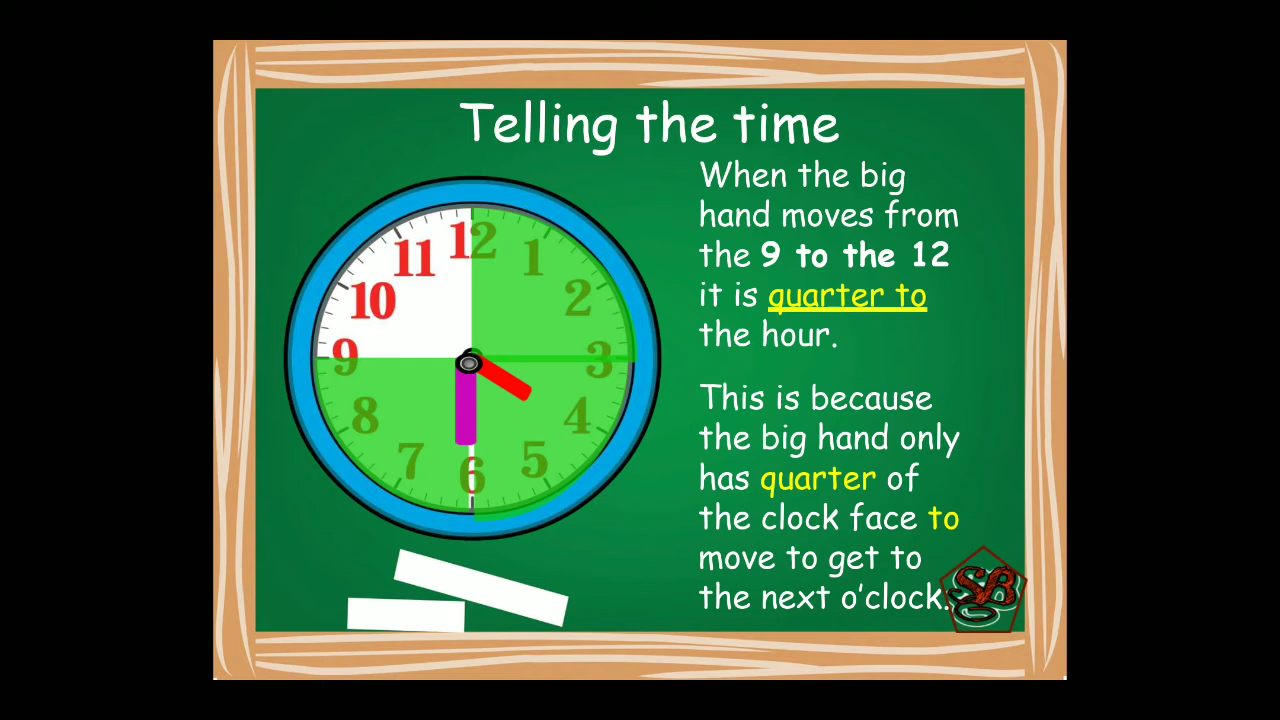 Telling the time
When the big
hand moves from
the 9 to the 12
it is quarter to
the hour.
This is because
the big hand only
has quarter of
the clock face to
move to get to
the next o’clock.
12
1
2
3
4
5
6
7
8
9
10
11
SB